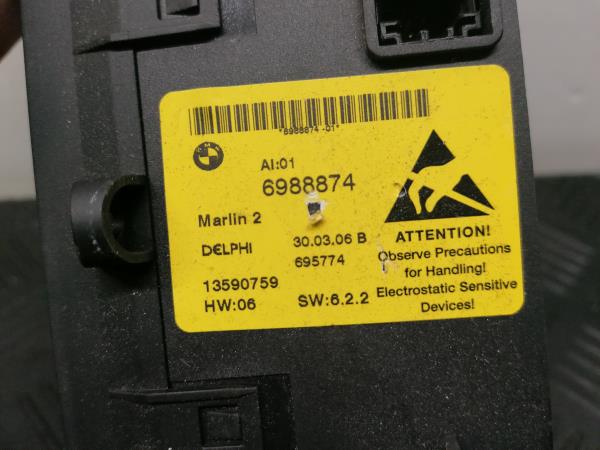 *6988874-01*
BMW
AI:01
6988874
Marlin 2
DELPHI
30.03.06 B
695774
13590759
HW:06
SW:6.2.2
ATTENTION!
Observe Precautions
for Handling!
Electrostatic Sensitive
Devices!